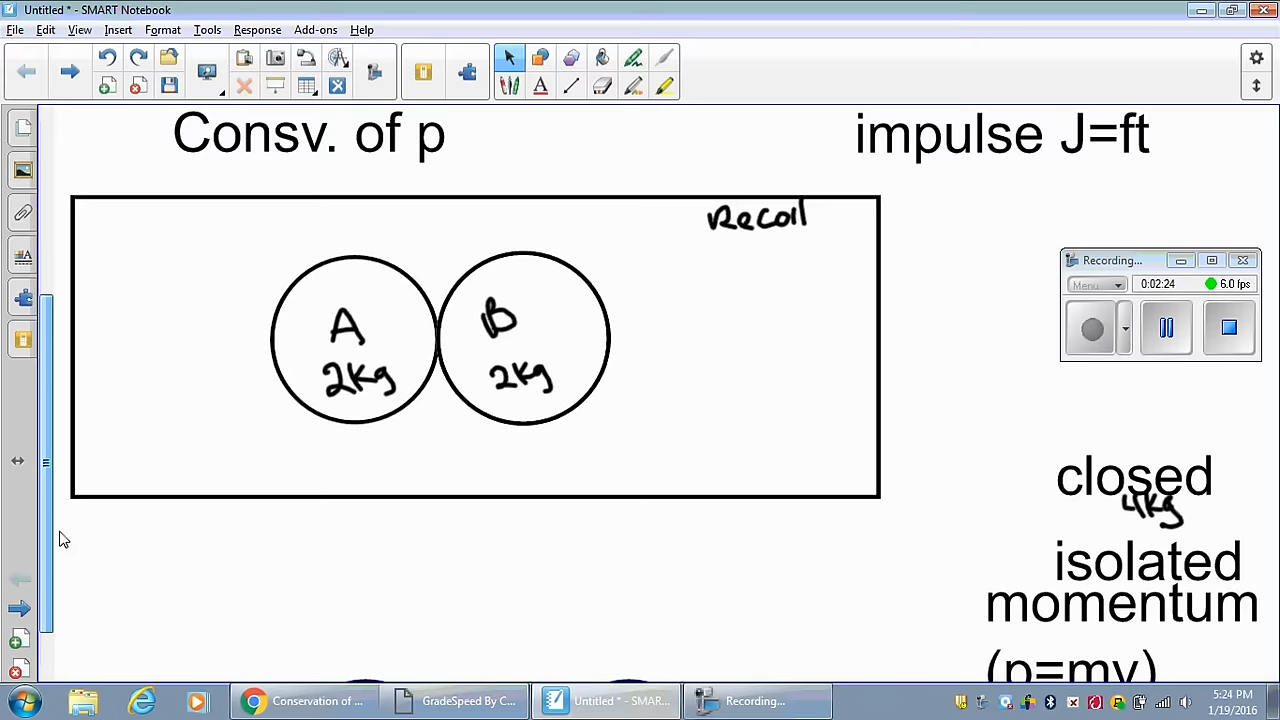 Untitled * - SMART Notebook
File Edit View Insert Format Tools Response Add-ons Help
Consv. of p
impulse J=ft
Recoil
Recording...
Menu
0:02:24
6.0 fps
A
2Kg
B
2Kg
closed
4kg
isolated
momentum
(p=mv)
Conservation of ...
GradeSpeed By C...
Untitled * - SMAR...
Recording...
5:24 PM
1/19/2016